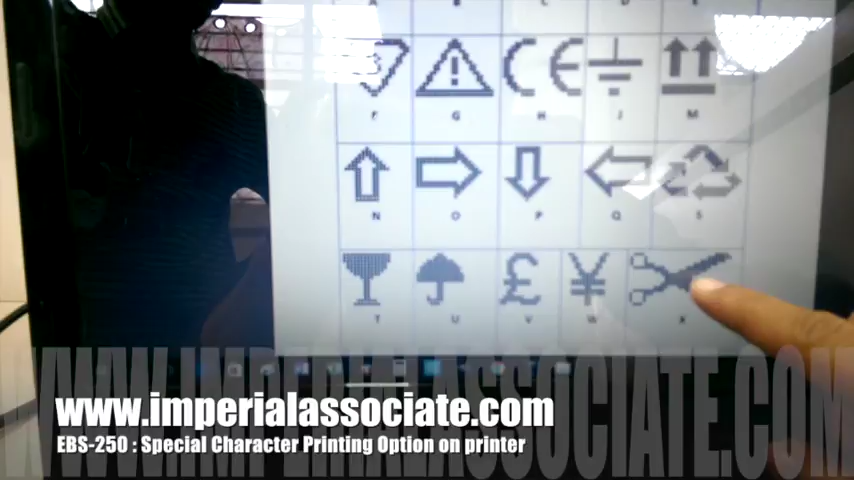 A B C D E
F G H J M
N O P Q S
£ ¥
T U V W X
www.imperialassociate.com
EBS-250 : Special Character Printing Option on printer
WWW.IMPERIALASSOCIATE.COM